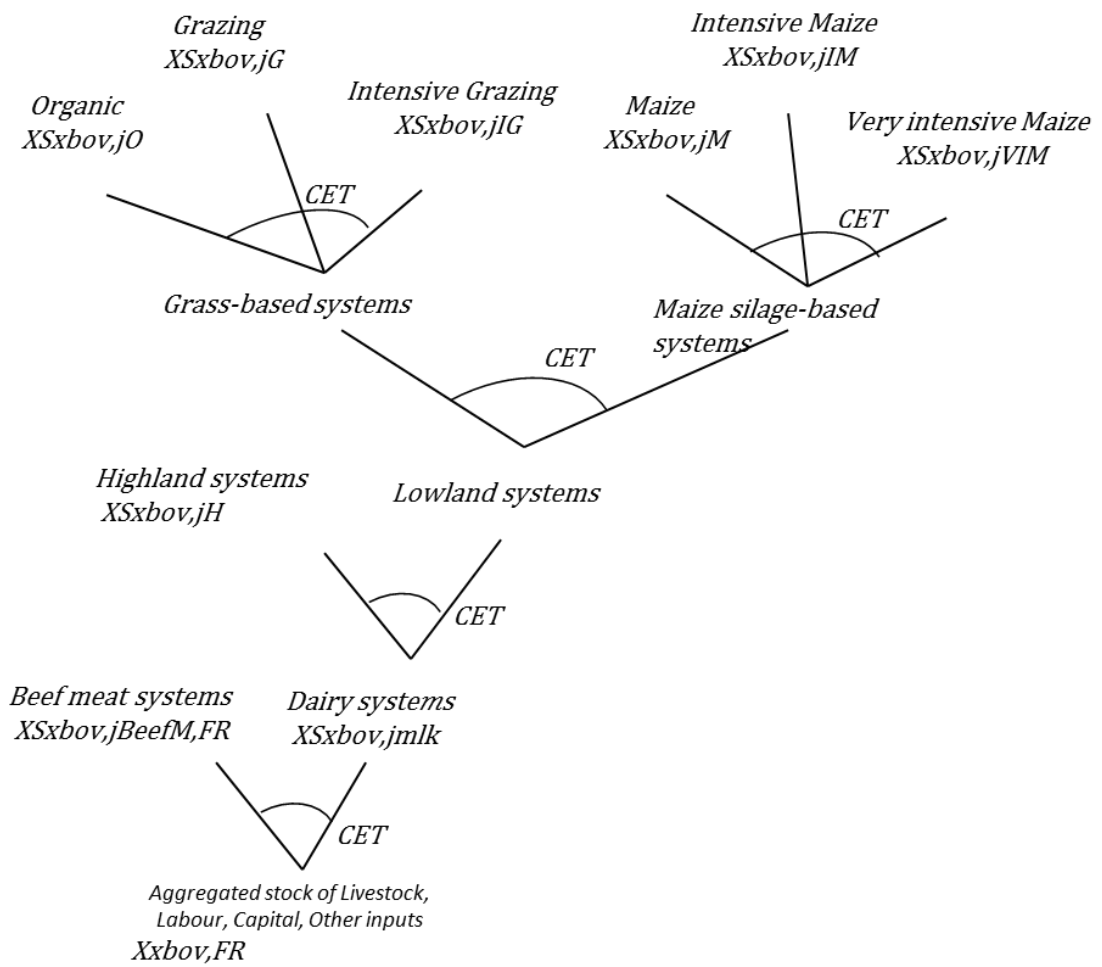 Grazing
XSxbov,jG
Organic
XSxbov,jO
Intensive Grazing
XSxbov,jIG
CET
Intensive Maize
XSxbov,jIM
Maize
XSxbov,jM
Very intensive Maize
XSxbov,jVIM
CET
Grass-based systems
Maize silage-based
systems
CET
Highland systems
XSxbov,jH
Lowland systems
CET
Beef meat systems
XSxbov,jBeefM,FR
Dairy systems
XSxbov,jmlk
CET
Aggregated stock of Livestock,
Labour, Capital, Other inputs
Xxbov,FR